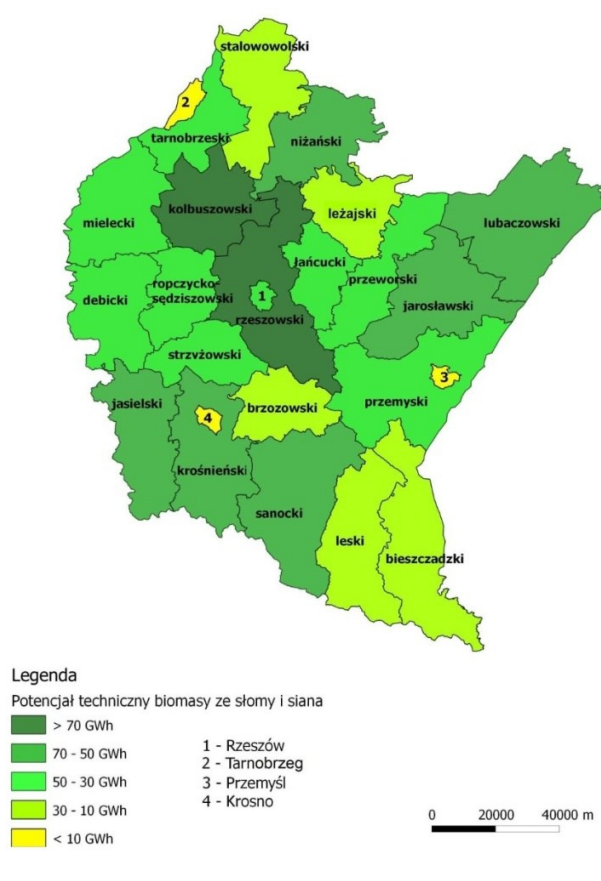 stalowowolski
2
tarnobrzeski
niżański
kolbuszowski
leżajski
mielecki
lubaczowski
łańcucki
ropczycko-
sędziszowski
przeworski
debicki
1
jarosławski
rzeszowski
strzyżowski
3
jasielski
brzozowski
przemyski
4
krośnieński
sanocki
leski
bieszczadzki
Legenda
Potencjał techniczny biomasy ze słomy i siana
> 70 GWh
70 - 50 GWh
50 - 30 GWh
30 - 10 GWh
< 10 GWh
1 - Rzeszów
2 - Tarnobrzeg
3 - Przemyśl
4 - Krosno
0 20000 40000 m